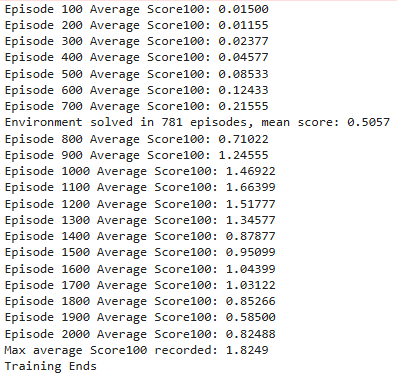 Episode 100 Average Score100: 0.01500
Episode 200 Average Score100: 0.01155
Episode 300 Average Score100: 0.02377
Episode 400 Average Score100: 0.04577
Episode 500 Average Score100: 0.08533
Episode 600 Average Score100: 0.12433
Episode 700 Average Score100: 0.21555
Environment solved in 781 episodes, mean score: 0.5057
Episode 800 Average Score100: 0.71022
Episode 900 Average Score100: 1.24555
Episode 1000 Average Score100: 1.46922
Episode 1100 Average Score100: 1.66399
Episode 1200 Average Score100: 1.51777
Episode 1300 Average Score100: 1.34577
Episode 1400 Average Score100: 0.87877
Episode 1500 Average Score100: 0.95099
Episode 1600 Average Score100: 1.04399
Episode 1700 Average Score100: 1.03122
Episode 1800 Average Score100: 0.85266
Episode 1900 Average Score100: 0.58500
Episode 2000 Average Score100: 0.82488
Max average Score100 recorded: 1.8249
Training Ends